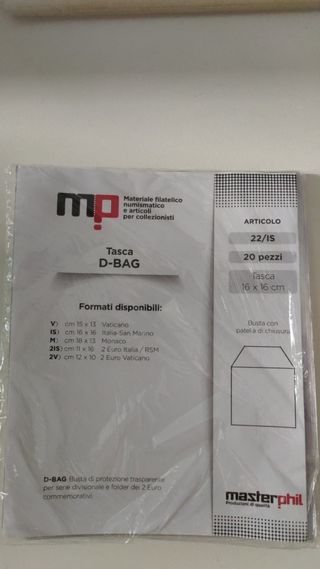 mp
Materiale filatelico
numismatico
e articoli
per collezionisti
Tasca
D-BAG
Formati disponibili:
V) cm 15 x 13 Vaticano
IS) cm 16 x 16 Italia-San Marino
M) cm 18 x 13 Monaco
2IS) cm 11 x 16 2 Euro Italia / RSM
2V) cm 12 x 10 2 Euro Vaticano
D-BAG Busta di protezione trasparente
per serie divisionale e folder dei 2 Euro
commemorativi.
ARTICOLO
22/IS
20 pezzi
Tasca
16 x 16 cm
Busta con
patella di chiusura
masterphil
Produzioni di qualità